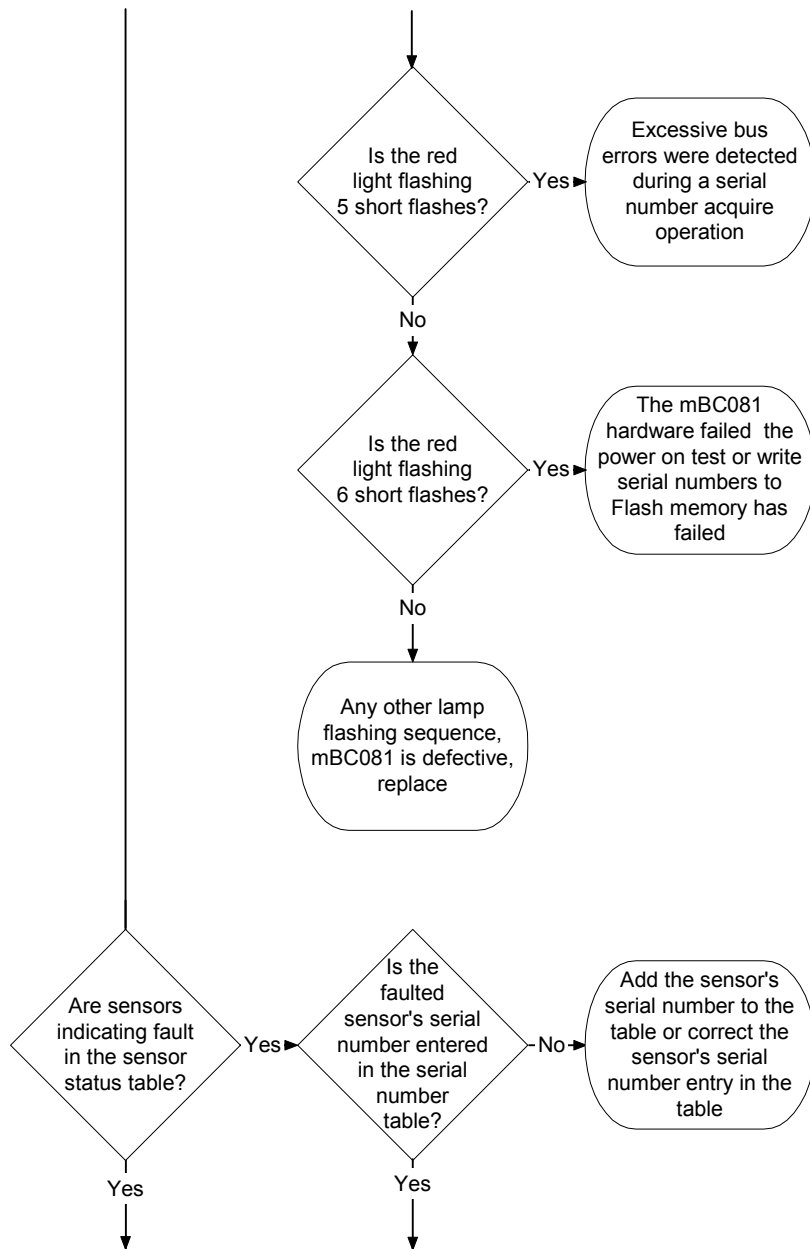 Is the red
light flashing
5 short flashes?
Yes
Excessive bus
errors were detected
during a serial
number acquire
operation
No
Is the red
light flashing
6 short flashes?
Yes
The mBC081
hardware failed  the
power on test or write
serial numbers to
Flash memory has
failed
No
Any other lamp
flashing sequence,
mBC081 is defective,
replace
Are sensors
indicating fault
in the sensor
status table?
Yes
Is the
faulted
sensor's serial
number entered
in the serial
number
table?
No
Add the sensor's
serial number to the
table or correct the
sensor's serial
number entry in the
table
Yes
Yes